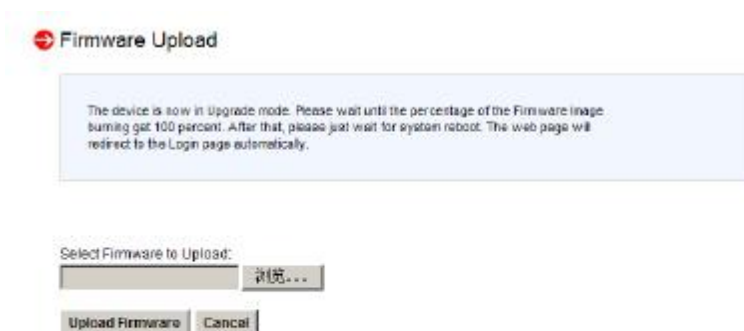 Firmware Upload
The device is now in Upgrade mode. Please wait until the percentage of the Firmware Image
burning get 100 percent. After that, please just wait for system reboot. The web page will
redirect to the Login page automatically.
Select Firmware to Upload:
浏览...
Upload Firmware Cancel